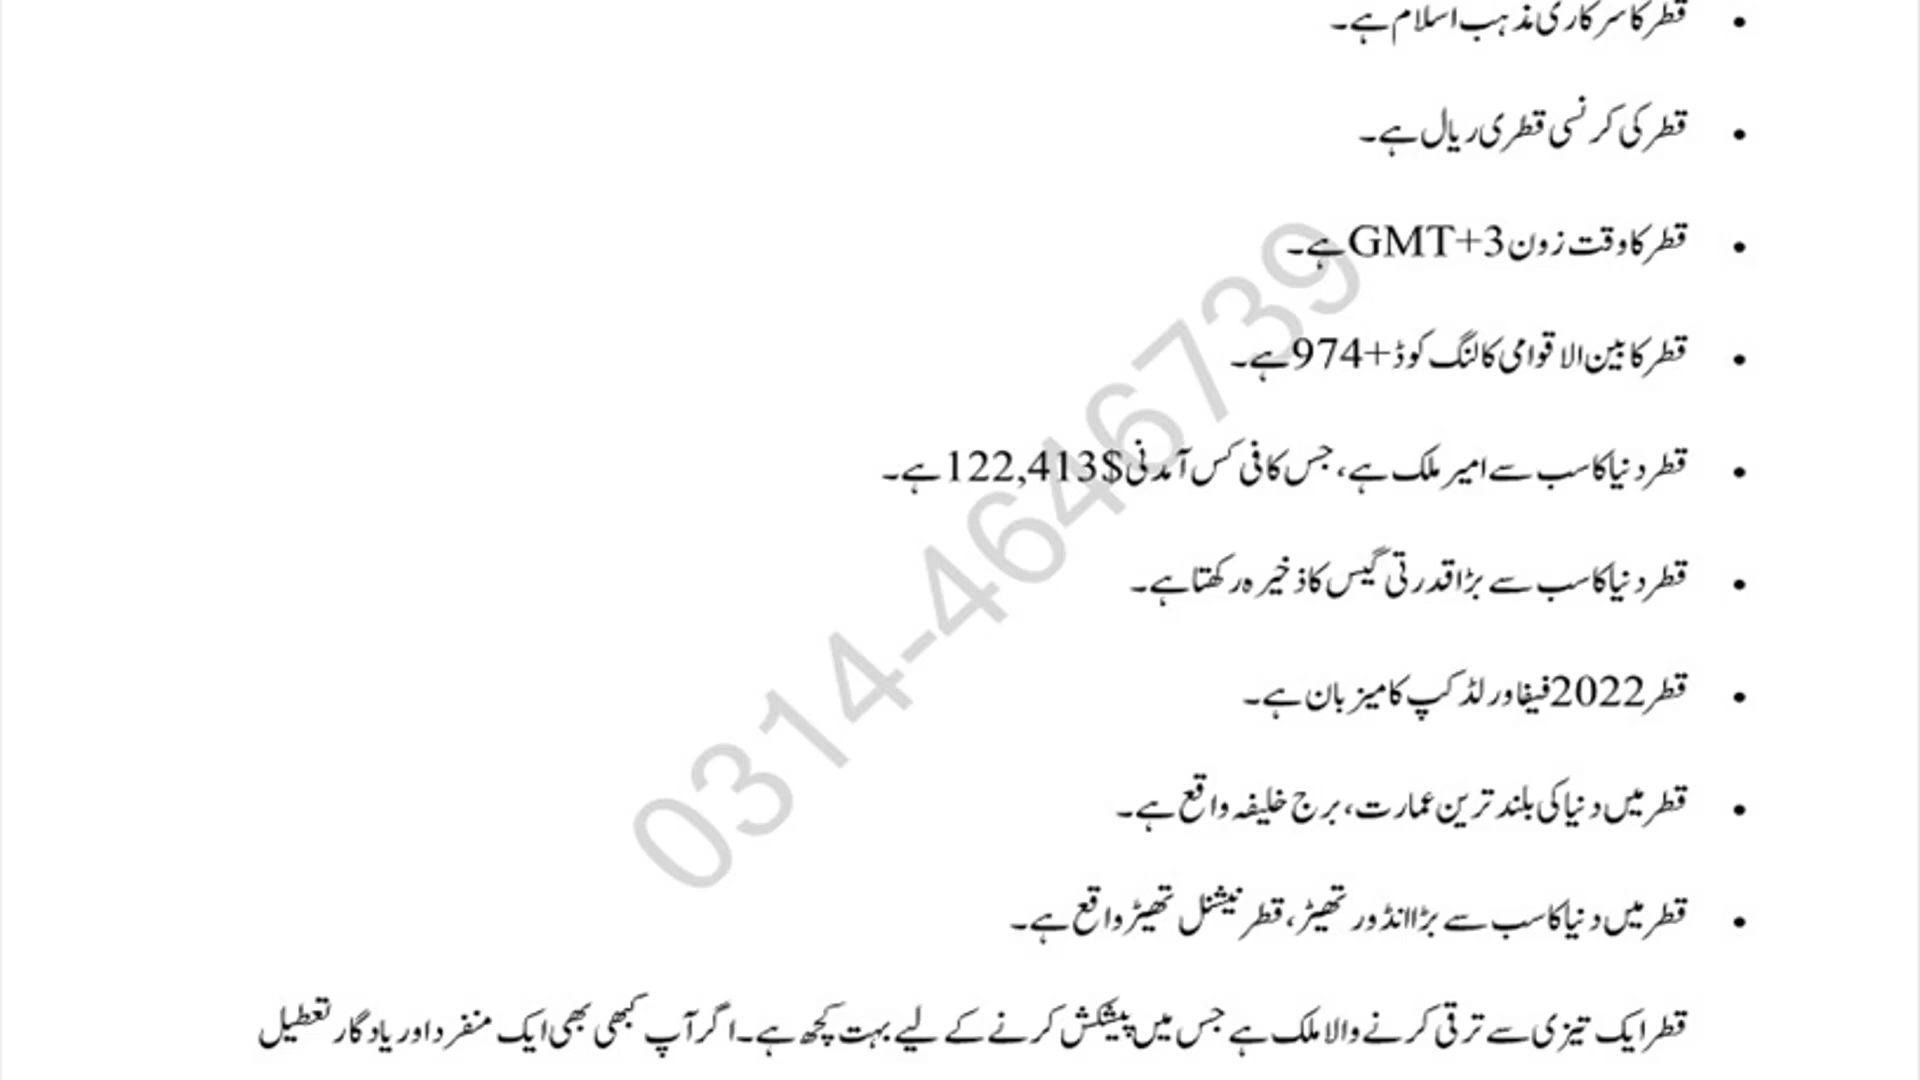 • قطر کا سرکاری مذہب اسلام ہے۔
• قطر کی کرنسی قطری ریال ہے۔
• قطر کا وقت زون GMT+3 ہے۔
• قطر کا بین الاقوامی کالنگ کوڈ +974 ہے۔
• قطر دنیا کا سب سے امیر ملک ہے، جس کا فی کس آمدنی $122,413 ہے۔
• قطر دنیا کا سب سے بڑا قدرتی گیس کا ذخیرہ رکھتا ہے۔
• قطر 2022 فیفا ورلڈ کپ کا میزبان ہے۔
• قطر میں دنیا کی بلند ترین عمارت، برج خلیفہ واقع ہے۔
• قطر میں دنیا کا سب سے بڑا انڈور تھیٹر، قطر نیشنل تھیٹر واقع ہے۔
قطر ایک تیزی سے ترقی کرنے والا ملک ہے جس میں پیشکش کرنے کے لیے بہت کچھ ہے۔ اگر آپ کبھی بھی ایک منفرد اور یادگار تعطیل
0314-4646739